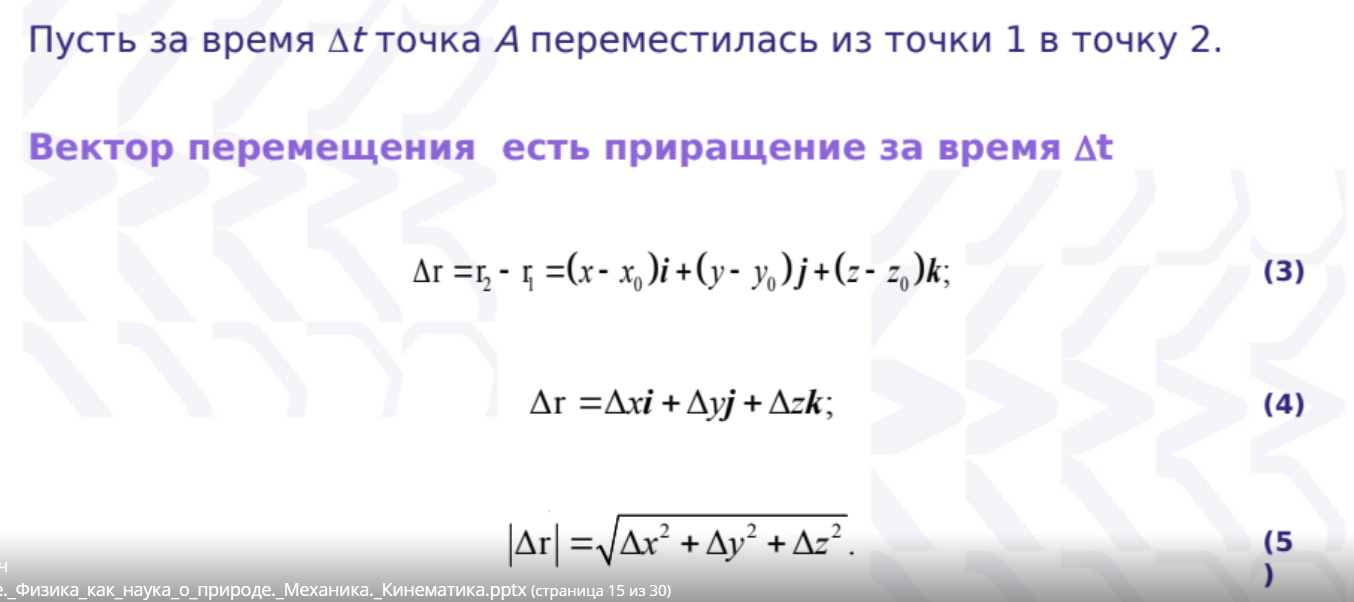 Пусть за время Δt точка A переместилась из точки 1 в точку 2.
Вектор перемещения есть приращение за время Δt
Δr =r₂ - r₁ =(x - x₀)i + (y - y₀)j + (z - z₀)k; (3)
Δr =Δxi + Δyj + Δzk; (4)
|Δr| =√(Δx² + Δy² + Δz²). (5
)
ч
е._Физика_как_наука_о_природе._Механика._Кинематика.pptx (страница 15 из 30)